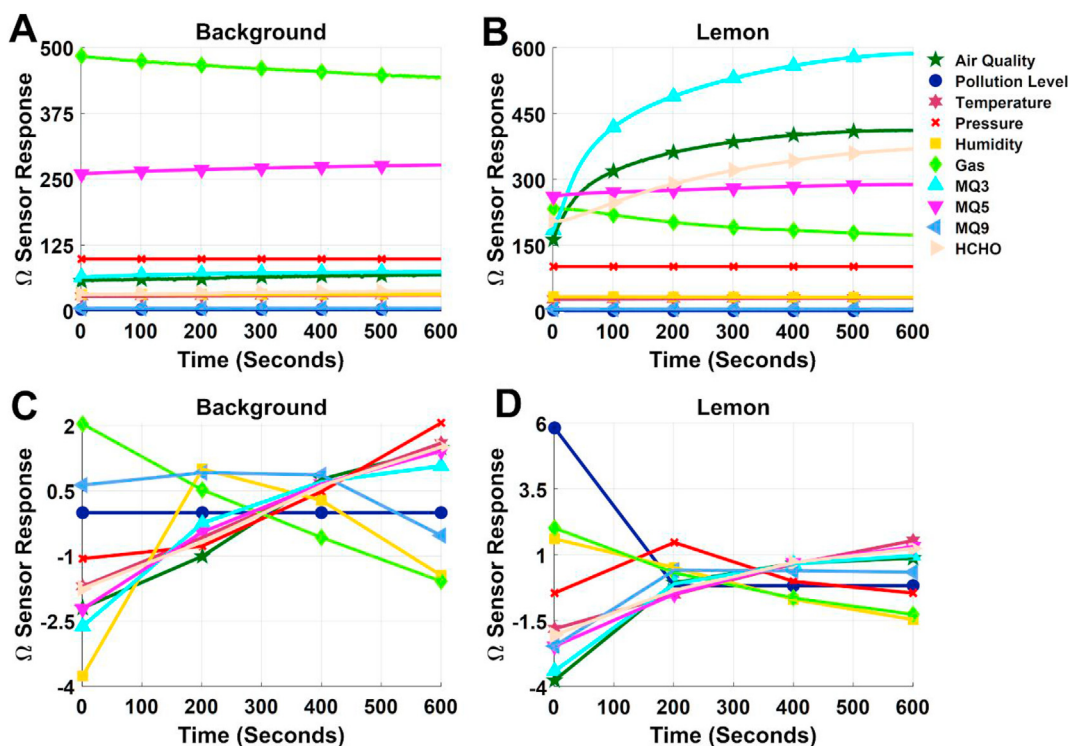 A
Background
500
375
250
125
0
Ω Sensor Response
0 100 200 300 400 500 600
Time (Seconds)
B
Lemon
600
450
300
150
0
Ω Sensor Response
0 100 200 300 400 500 600
Time (Seconds)
Air Quality
Pollution Level
Temperature
Pressure
Humidity
Gas
MQ3
MQ5
MQ9
HCHO
C
Background
2
0.5
-1
-2.5
-4
Ω Sensor Response
0 100 200 300 400 500 600
Time (Seconds)
D
Lemon
6
3.5
1
-1.5
-4
Ω Sensor Response
0 100 200 300 400 500 600
Time (Seconds)